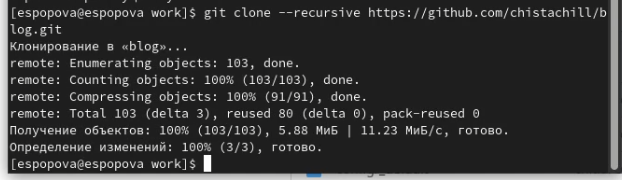 [espopova@espopova work]$ git clone --recursive https://github.com/chistachill/b
log.git
Клонирование в «blog»...
remote: Enumerating objects: 103, done.
remote: Counting objects: 100% (103/103), done.
remote: Compressing objects: 100% (91/91), done.
remote: Total 103 (delta 3), reused 80 (delta 0), pack-reused 0
Получение объектов: 100% (103/103), 5.88 МиБ | 11.23 МиБ/с, готово.
Определение изменений: 100% (3/3), готово.
[espopova@espopova work]$